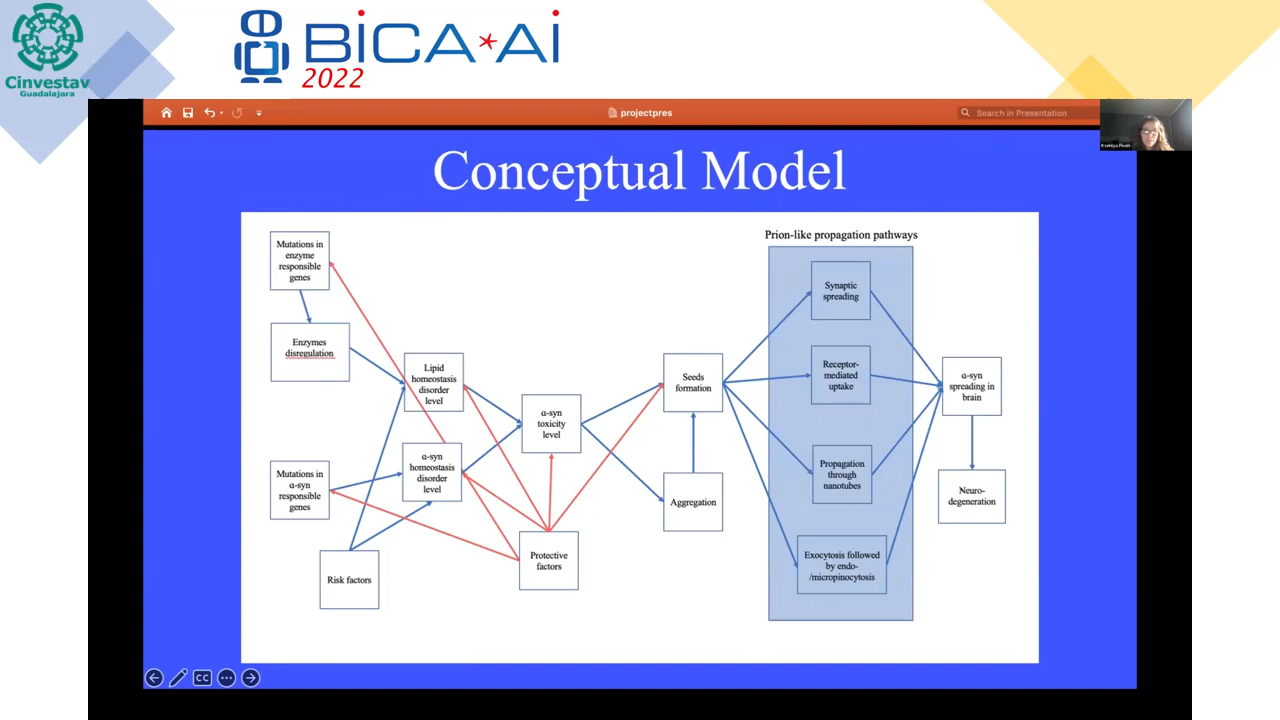 Cinvestav
Guadalajara
BiCA*Ai
2022
projectpres
Search in Presentation
Conceptual Model
Prion-like propagation pathways
Mutations in
enzyme
responsible
genes
Enzymes
disregulation
Lipid
homeostasis
disorder
level
α-syn
homeostasis
disorder
level
Mutations in
α-syn
responsible
genes
Risk factors
α-syn
toxicity
level
Protective
factors
Seeds
formation
Aggregation
Synaptic
spreading
Receptor-
mediated
uptake
Propagation
through
nanotubes
Exocytosis followed
by endo-
/micropinocytosis
α-syn
spreading in
brain
Neuro-
degeneration
CC